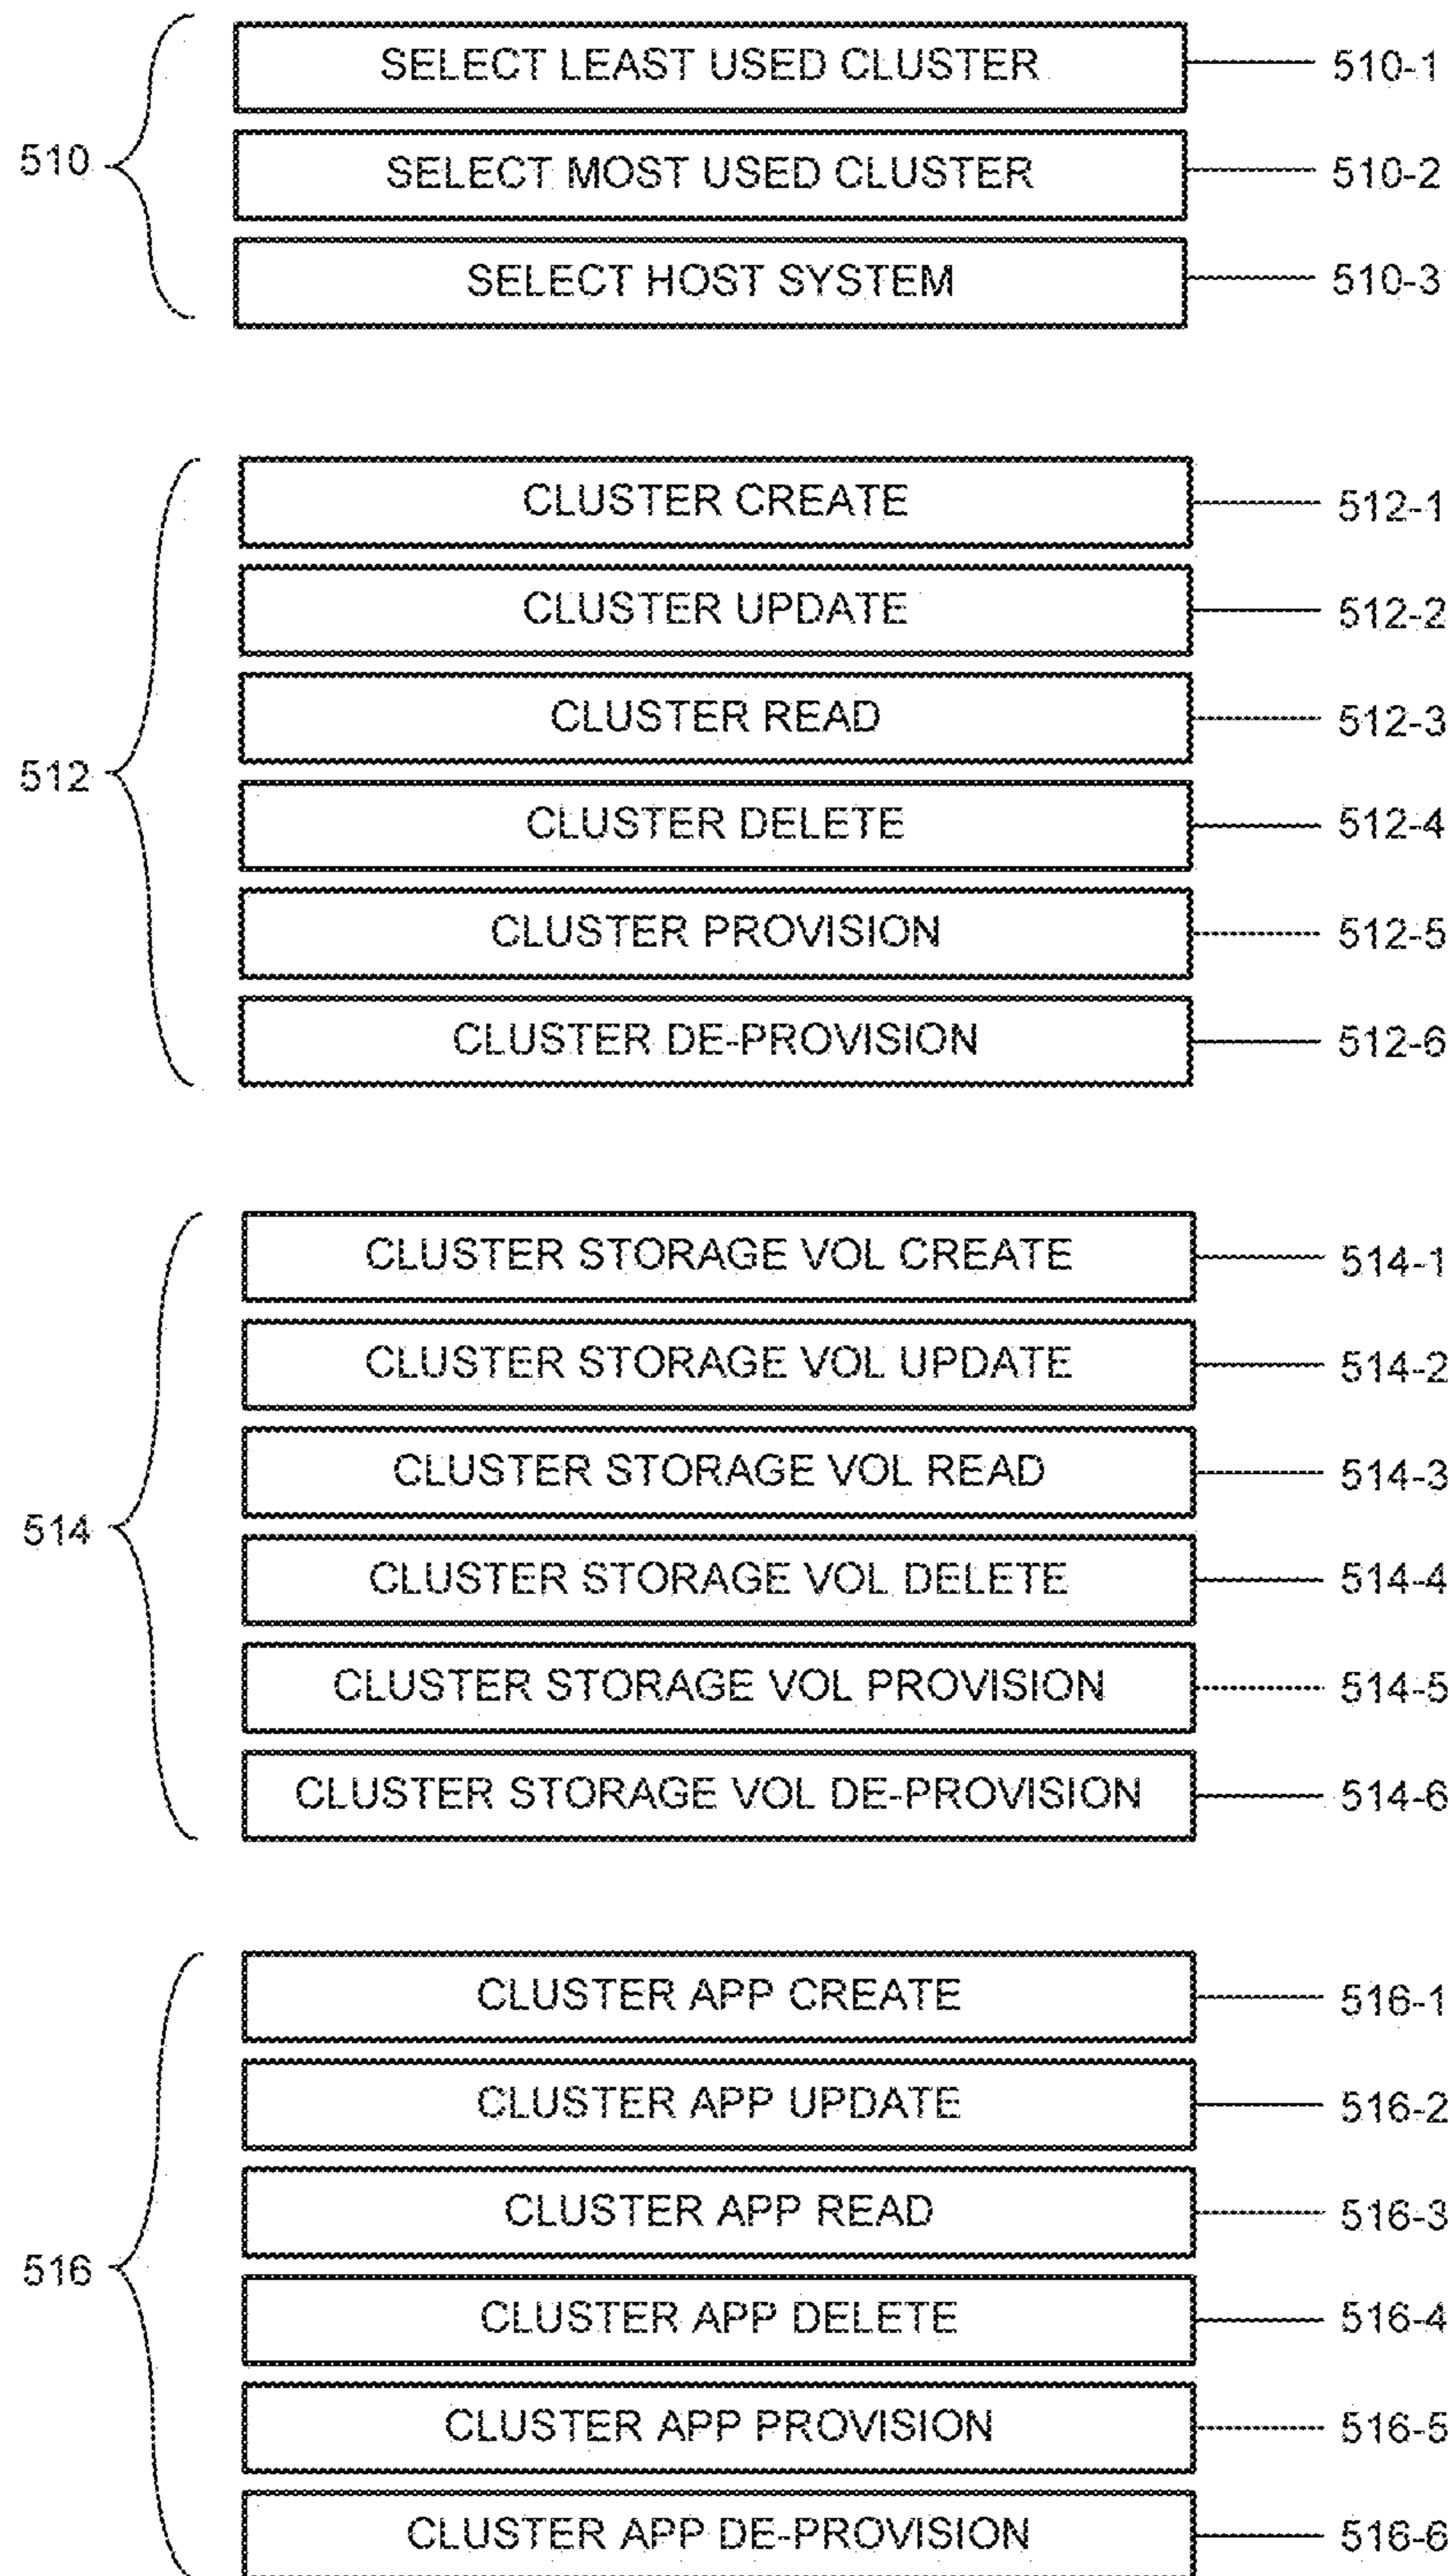 SELECT LEAST USED CLUSTER 510-1
510
SELECT MOST USED CLUSTER 510-2
SELECT HOST SYSTEM 510-3
CLUSTER CREATE 512-1
CLUSTER UPDATE 512-2
CLUSTER READ 512-3
512
CLUSTER DELETE 512-4
CLUSTER PROVISION 512-5
CLUSTER DE-PROVISION 512-6
CLUSTER STORAGE VOL CREATE 514-1
CLUSTER STORAGE VOL UPDATE 514-2
CLUSTER STORAGE VOL READ 514-3
514
CLUSTER STORAGE VOL DELETE 514-4
CLUSTER STORAGE VOL PROVISION 514-5
CLUSTER STORAGE VOL DE-PROVISION 514-6
CLUSTER APP CREATE 516-1
CLUSTER APP UPDATE 516-2
CLUSTER APP READ 516-3
516
CLUSTER APP DELETE 516-4
CLUSTER APP PROVISION 516-5
CLUSTER APP DE-PROVISION 516-6